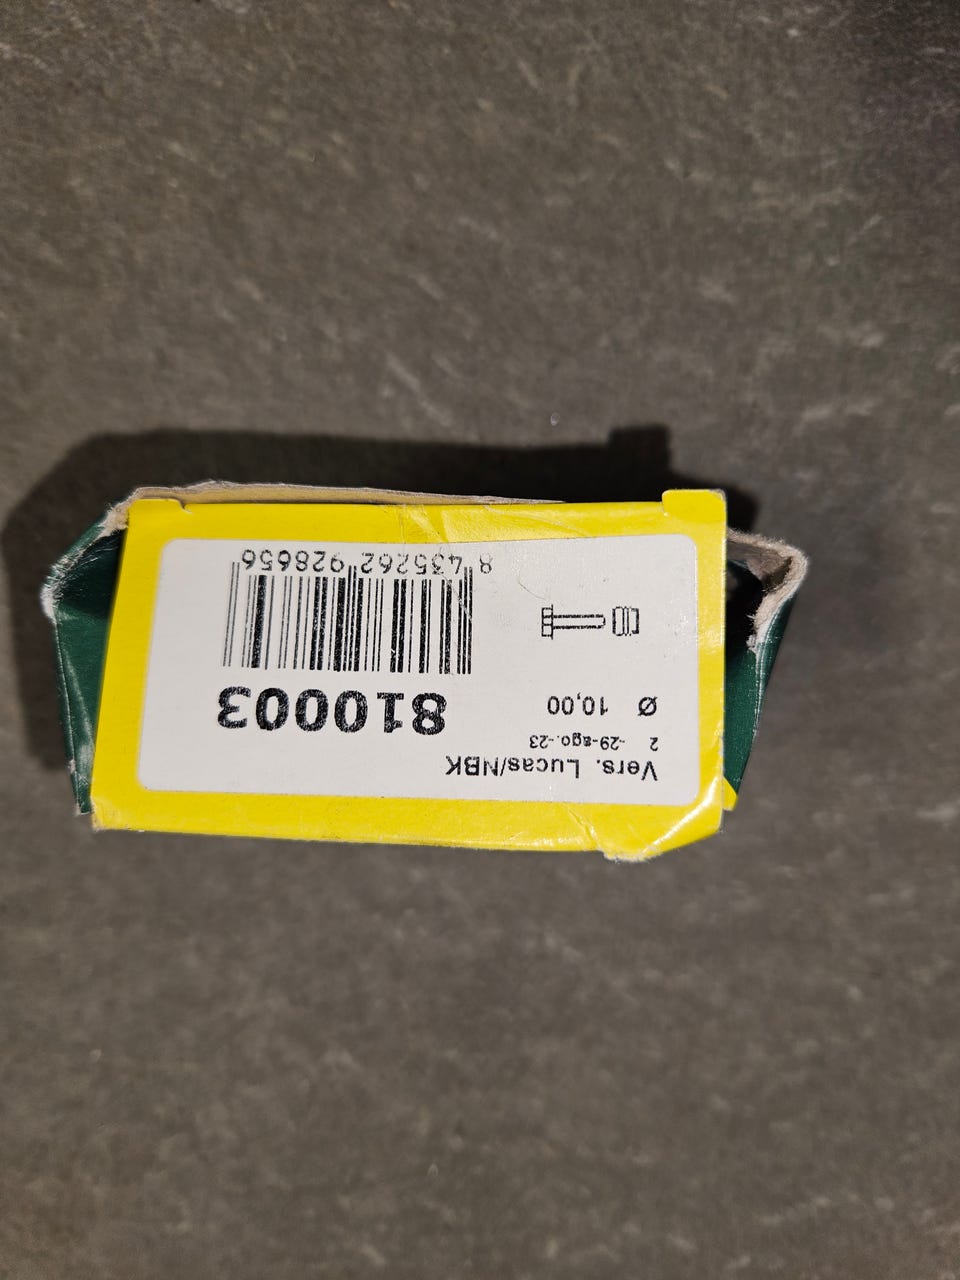 Vers. Lucas/NBK
2 -29-ago.-23
Ø 10,00
810003
8 435262 928656